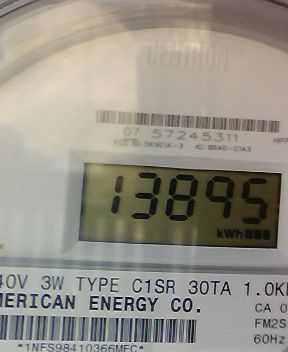 CENTRON
07 57245311
13895
kWh
40V 3W TYPE C1SR 30TA 1.0K
MERICAN ENERGY CO.
CA 0
FM2S
60Hz
*1NFS98410366MFC*